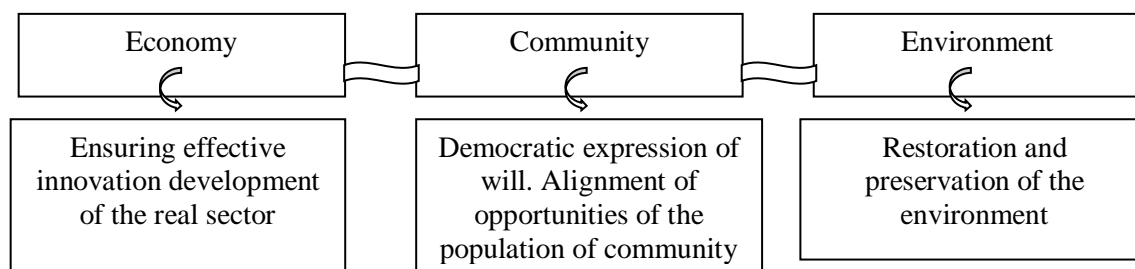 Economy
Community
Environment
Ensuring effective
innovation development
of the real sector
Democratic expression of
will. Alignment of
opportunities of the
population of community
Restoration and
preservation of the
environment